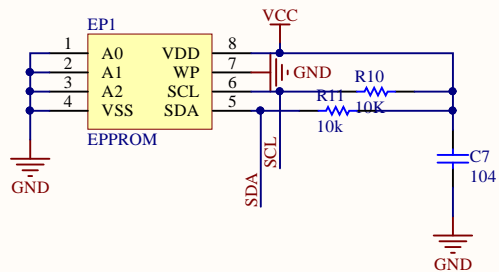 VCC
EP1
1 A0 VDD 8
2 A1 WP 7 GND
3 A2 SCL 6 R10
4 VSS SDA 5 R11 10K
EPPROM 10k
SCL
SDA
C7
104
GND
GND